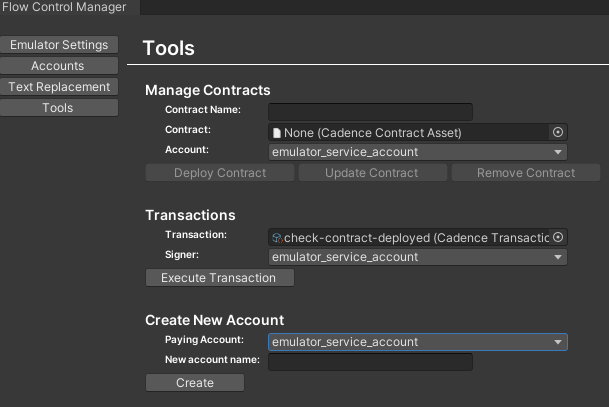 Flow Control Manager
Emulator Settings
Accounts
Text Replacement
Tools
Tools
Manage Contracts
Contract Name:
Contract: None (Cadence Contract Asset)
Account: emulator_service_account
Deploy Contract Update Contract Remove Contract
Transactions
Transaction: check-contract-deployed (Cadence Transactio
Signer: emulator_service_account
Execute Transaction
Create New Account
Paying Account: emulator_service_account
New account name:
Create